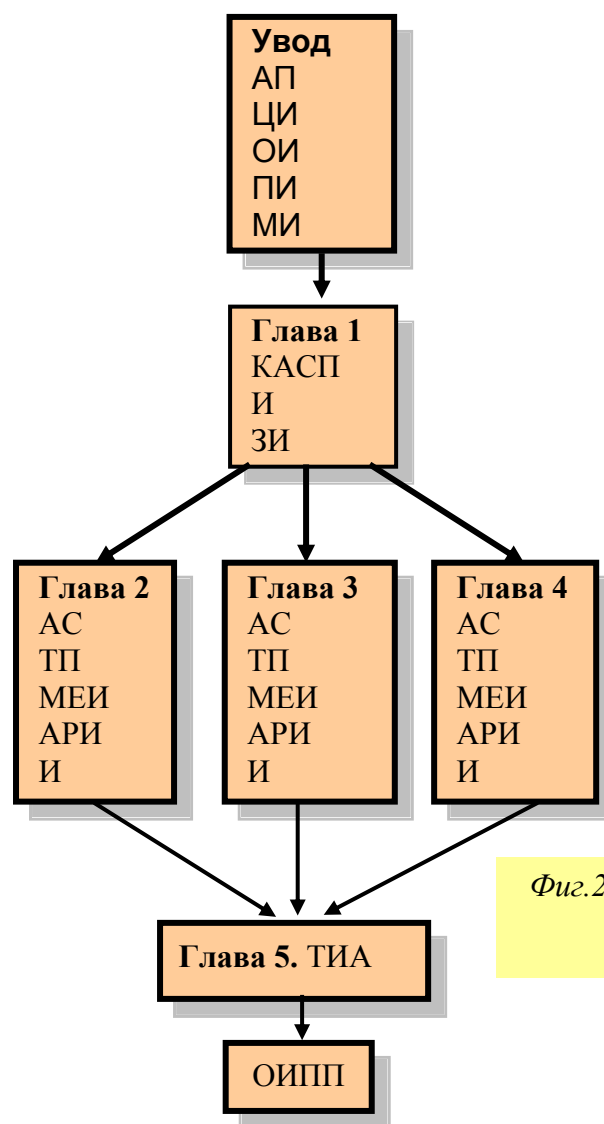 Увод
АП
ЦИ
ОИ
ПИ
МИ
Глава 1
КАСП
И
ЗИ
Глава 2
АС
ТП
МЕИ
АРИ
И
Глава 3
АС
ТП
МЕИ
АРИ
И
Глава 4
АС
ТП
МЕИ
АРИ
И
Фиг.2
Глава 5. ТИА
ОИПП